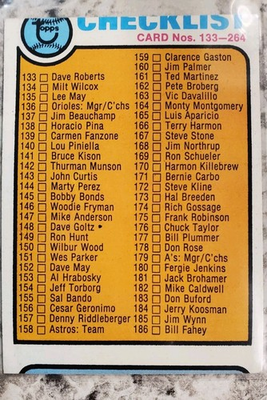 Topps
CHECKLIST
CARD Nos. 133-264
133 Dave Roberts
134 Milt Wilcox
135 Lee May
136 Orioles: Mgr/C'chs
137 Jim Beauchamp
138 Horacio Pina
139 Carmen Fanzone
140 Lou Piniella
141 Bruce Kison
142 Thurman Munson
143 John Curtis
144 Marty Perez
145 Bobby Bonds
146 Woodie Fryman
147 Mike Anderson
148 Dave Goltz •
149 Ron Hunt
150 Wilbur Wood
151 Wes Parker
152 Dave May
153 Al Hrabosky
154 Jeff Torborg
155 Sal Bando
156 Cesar Geronimo
157 Denny Riddleberger
158 Astros: Team
159 Clarence Gaston
160 Jim Palmer
161 Ted Martinez
162 Pete Broberg
163 Vic Davalillo
164 Monty Montgomery
165 Luis Aparicio
166 Terry Harmon
167 Steve Stone
168 Jim Northrup
169 Ron Schueler
170 Harmon Killebrew
171 Bernie Carbo
172 Steve Kline
173 Hal Breeden
174 Rich Gossage
175 Frank Robinson
176 Chuck Taylor
177 Bill Plummer
178 Don Rose
179 A's: Mgr/C'chs
180 Fergie Jenkins
181 Jack Brohamer
182 Mike Caldwell
183 Don Buford
184 Jerry Koosman
185 Jim Wynn
186 Bill Fahey